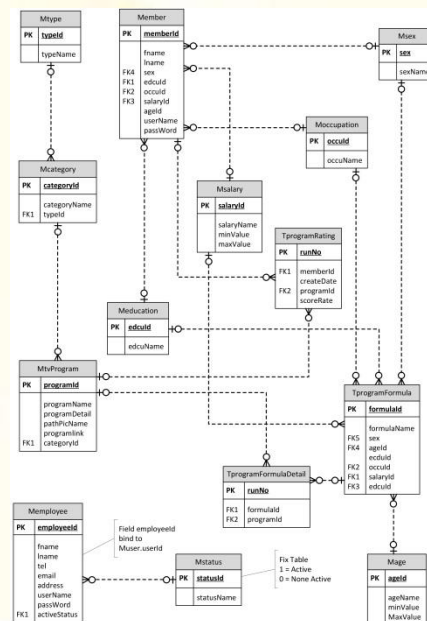 Mtype
PK typeId
typeName
Member
PK memberId
fname
lname
FK4 sex
FK1 edcuId
FK2 occuId
FK3 salaryId
ageId
userName
passWord
Msex
PK sex
sexName
Moccupation
PK occuId
occuName
Mcategory
PK categoryId
categoryName
FK1 typeId
Msalary
PK salaryId
salaryName
minValue
maxValue
TprogramRating
PK runNo
FK1 memberId
createDate
FK2 programId
scoreRate
Meducation
PK edcuId
edcuName
MtvProgram
PK programId
programName
programDetail
pathPicName
programlink
FK1 categoryId
TprogramFormula
PK formulaId
formulaName
FK5 sex
FK4 ageId
ecduId
FK2 occuId
FK1 salaryId
FK3 edcuId
TprogramFormulaDetail
PK runNo
FK1 formulaId
FK2 programId
Memployee
PK employeeId
fname
lname
tel
email
address
userName
passWord
FK1 activeStatus
Field employeeId
bind to
Muser.userId
Mstatus
PK statusId
statusName
Fix Table
1 = Active
0 = None Active
Mage
PK ageId
ageName
minValue
MaxValue